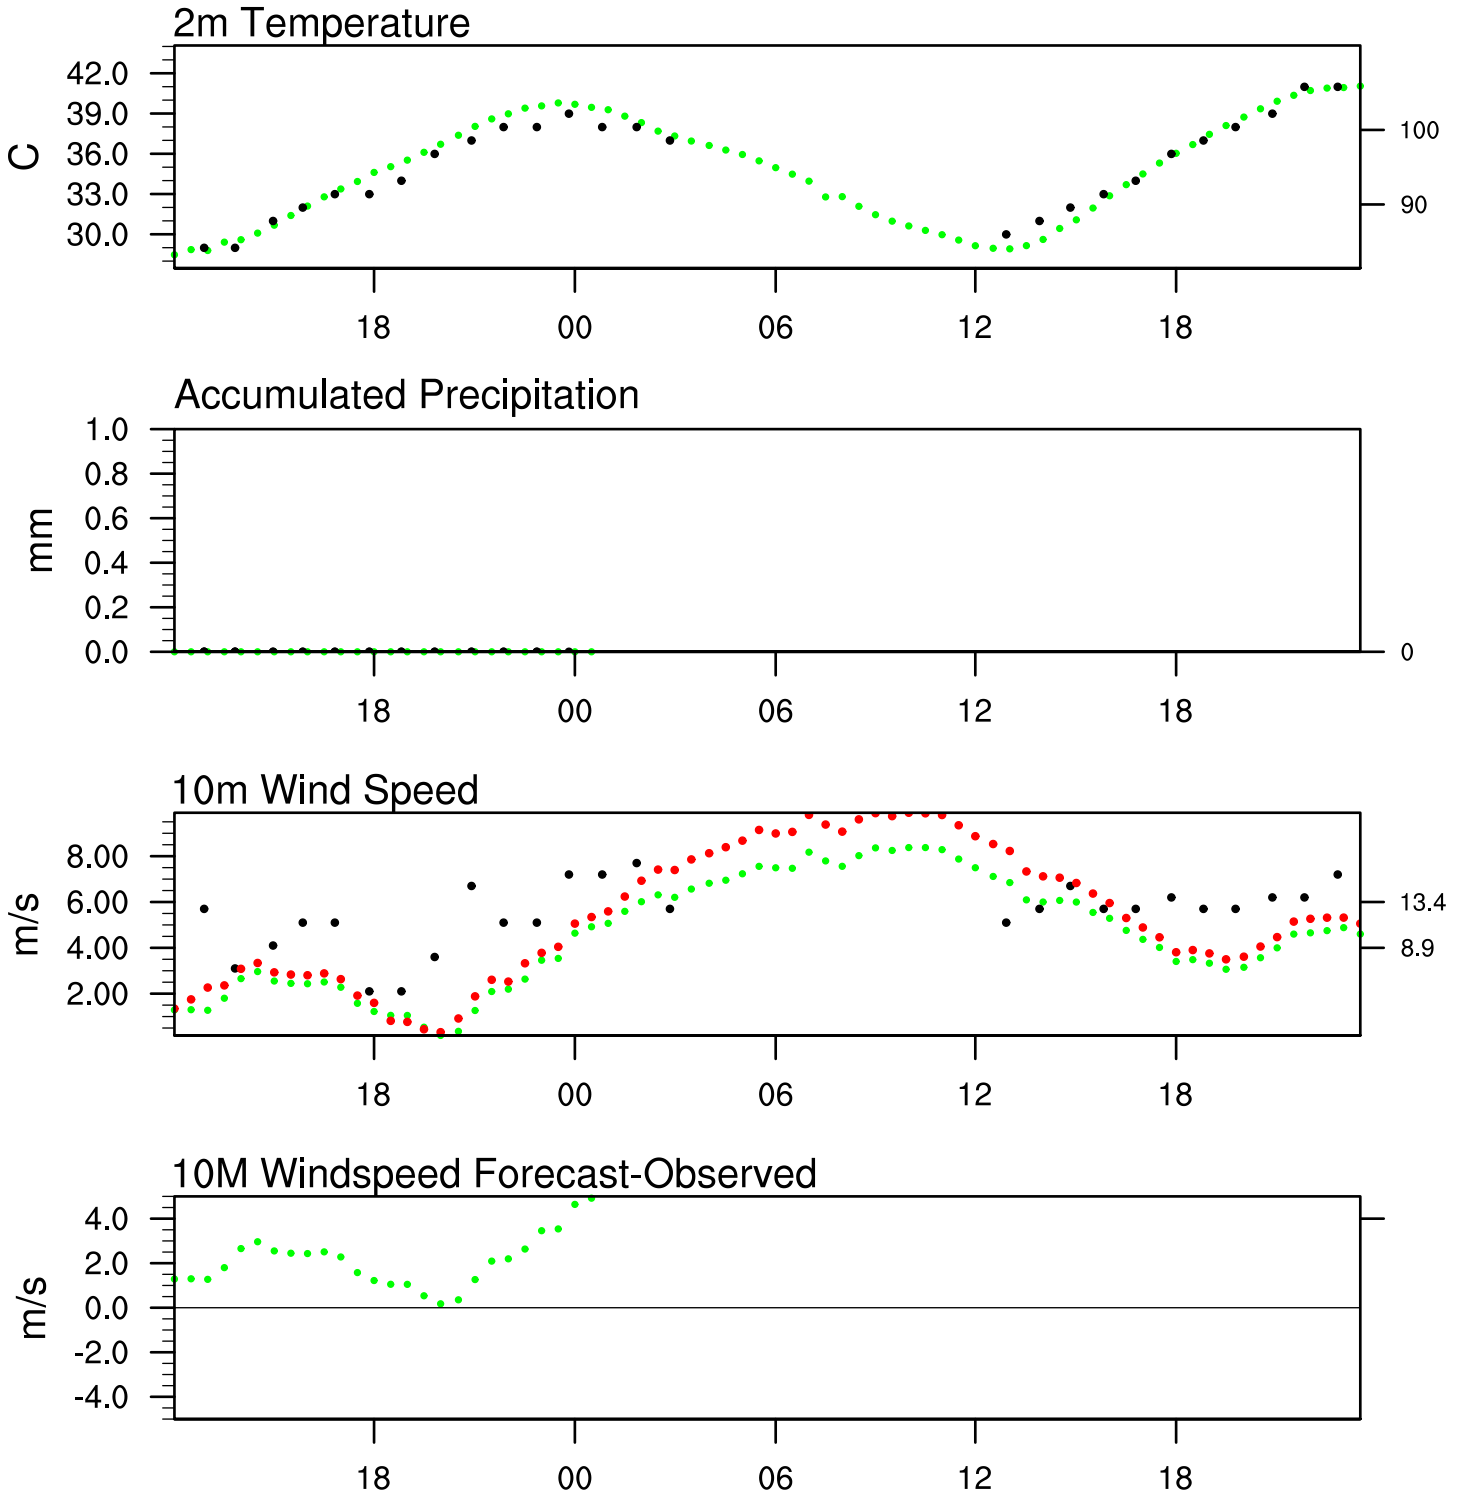 2m Temperature
42.0
39.0
36.0
33.0
30.0
C
100
90
18 00 06 12 18
Accumulated Precipitation
1.0
0.8
0.6
0.4
0.2
0.0
mm
0
18 00 06 12 18
10m Wind Speed
8.00
6.00
4.00
2.00
m/s
13.4
8.9
18 00 06 12 18
10M Windspeed Forecast-Observed
4.0
2.0
0.0
-2.0
-4.0
m/s
18 00 06 12 18